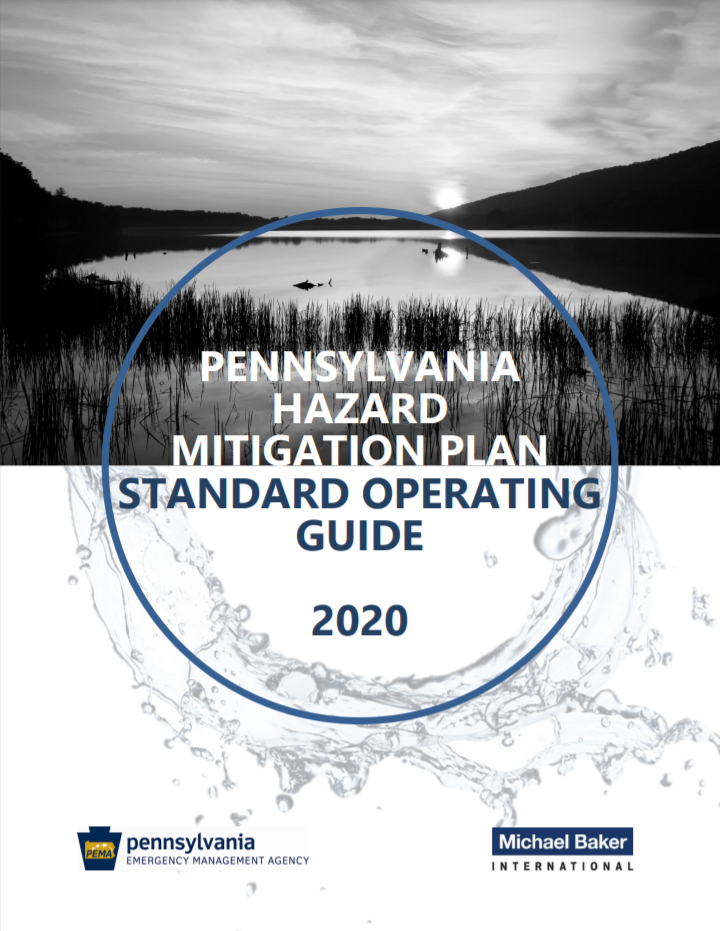 PENNSYLVANIA
HAZARD
MITIGATION PLAN
STANDARD OPERATING
GUIDE
2020
PEMA
pennsylvania
EMERGENCY MANAGEMENT AGENCY
Michael Baker
INTERNATIONAL